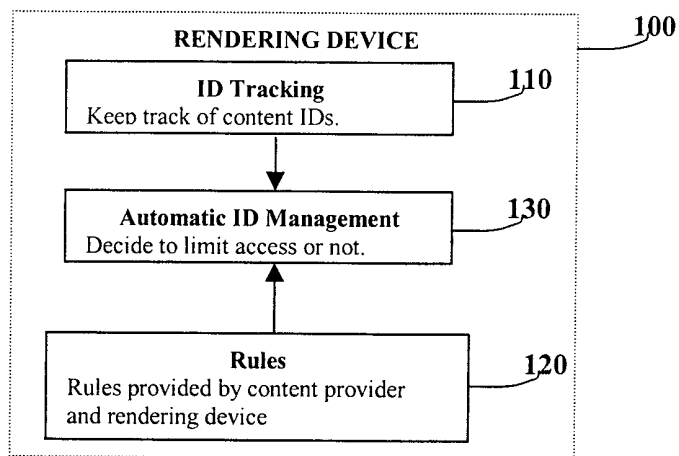 RENDERING DEVICE
100
ID Tracking
110
Keep track of content IDs.
Automatic ID Management
130
Decide to limit access or not.
Rules
120
Rules provided by content provider
and rendering device